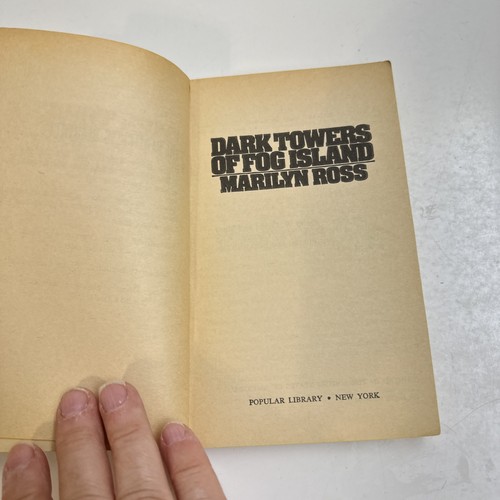 DARK TOWERS
OF FOG ISLAND
MARILYN ROSS
POPULAR LIBRARY • NEW YORK